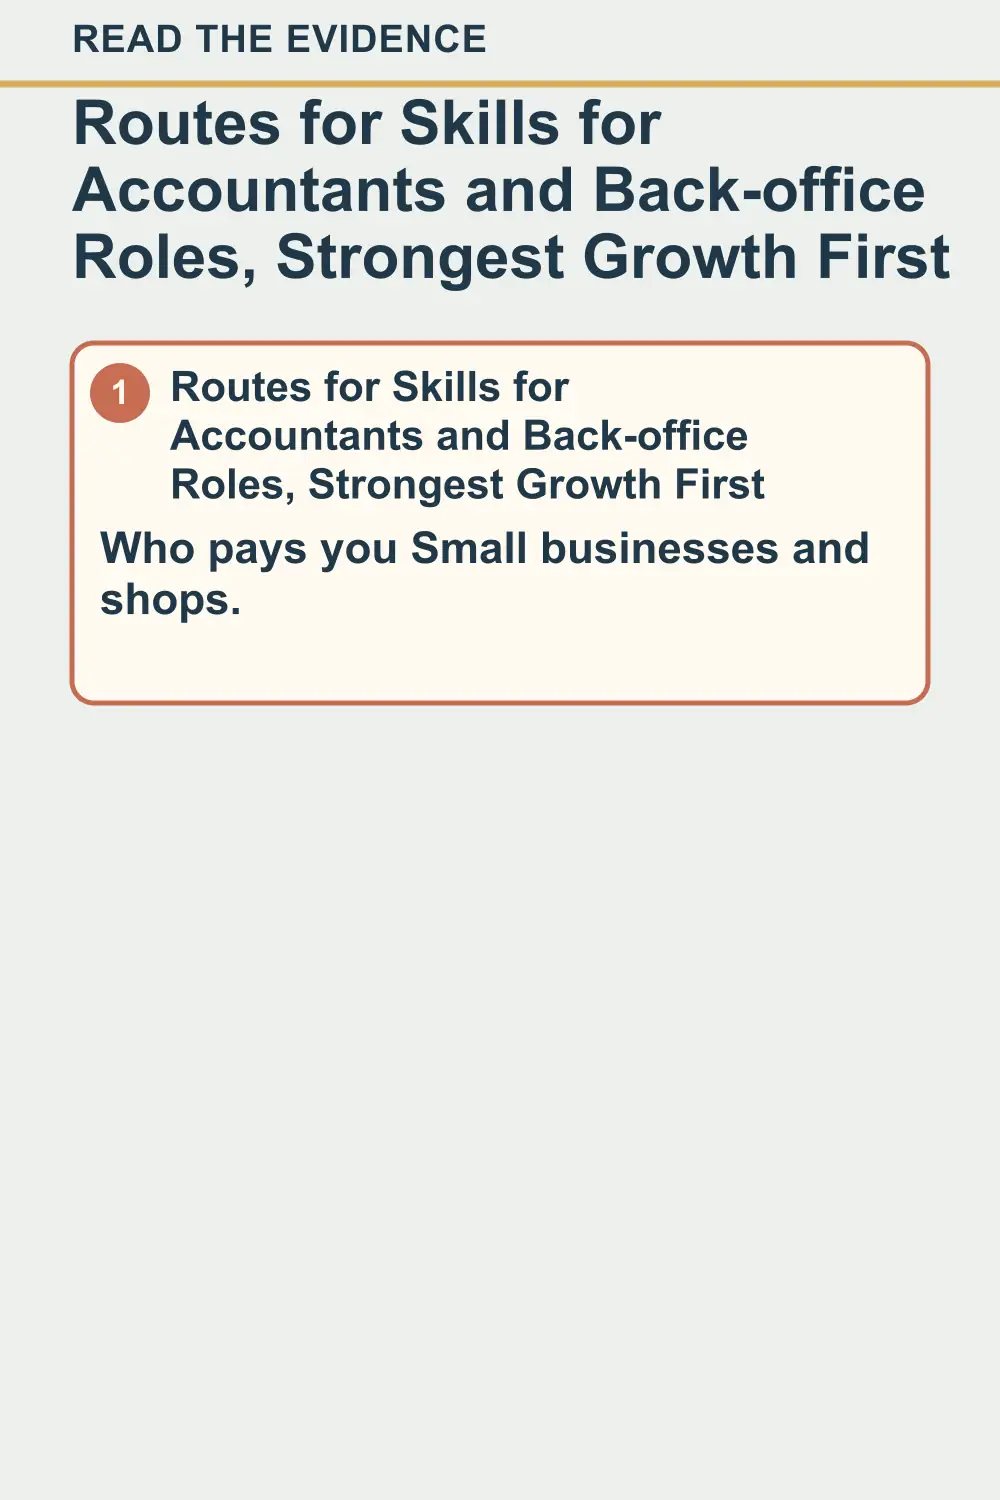 READ THE EVIDENCE
Routes for Skills for
Accountants and Back-office
Roles, Strongest Growth First
1
Routes for Skills for
Accountants and Back-office
Roles, Strongest Growth First
Who pays you Small businesses and
shops.